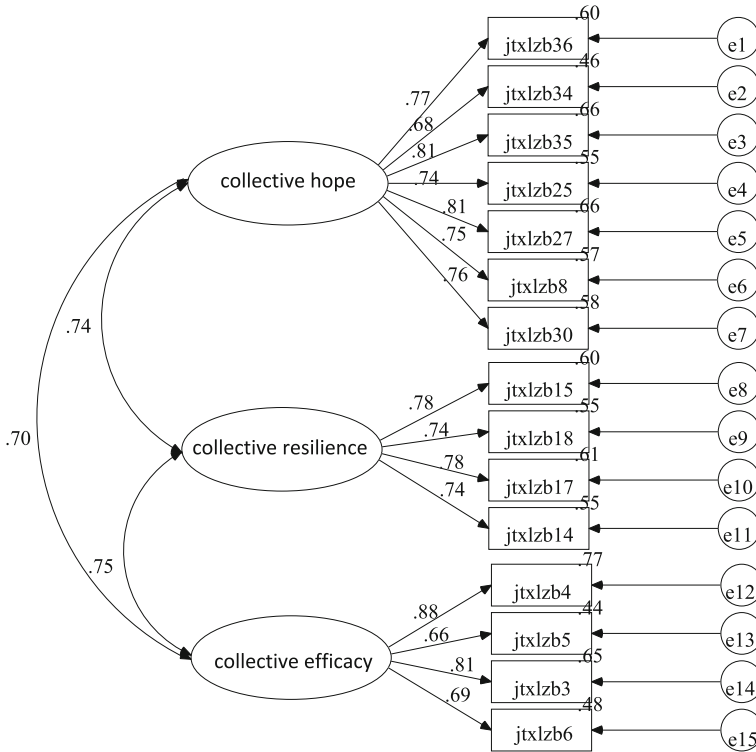 .60
jtxlzb36
e1
.46
.77
jtxlzb34
e2
.66
.68
jtxlzb35
e3
.81
.55
collective hope
.74
jtxlzb25
e4
.66
.81
jtxlzb27
e5
.75
.57
jtxlzb8
e6
.76
.58
jtxlzb30
e7
.74
.60
jtxlzb15
e8
.78
.55
.70
collective resilience
.74
jtxlzb18
e9
.78
.61
jtxlzb17
e10
.74
.55
jtxlzb14
e11
.75
.77
jtxlzb4
e12
.88
.44
.66
jtxlzb5
e13
collective efficacy
.81
.65
jtxlzb3
e14
.69
.48
jtxlzb6
e15